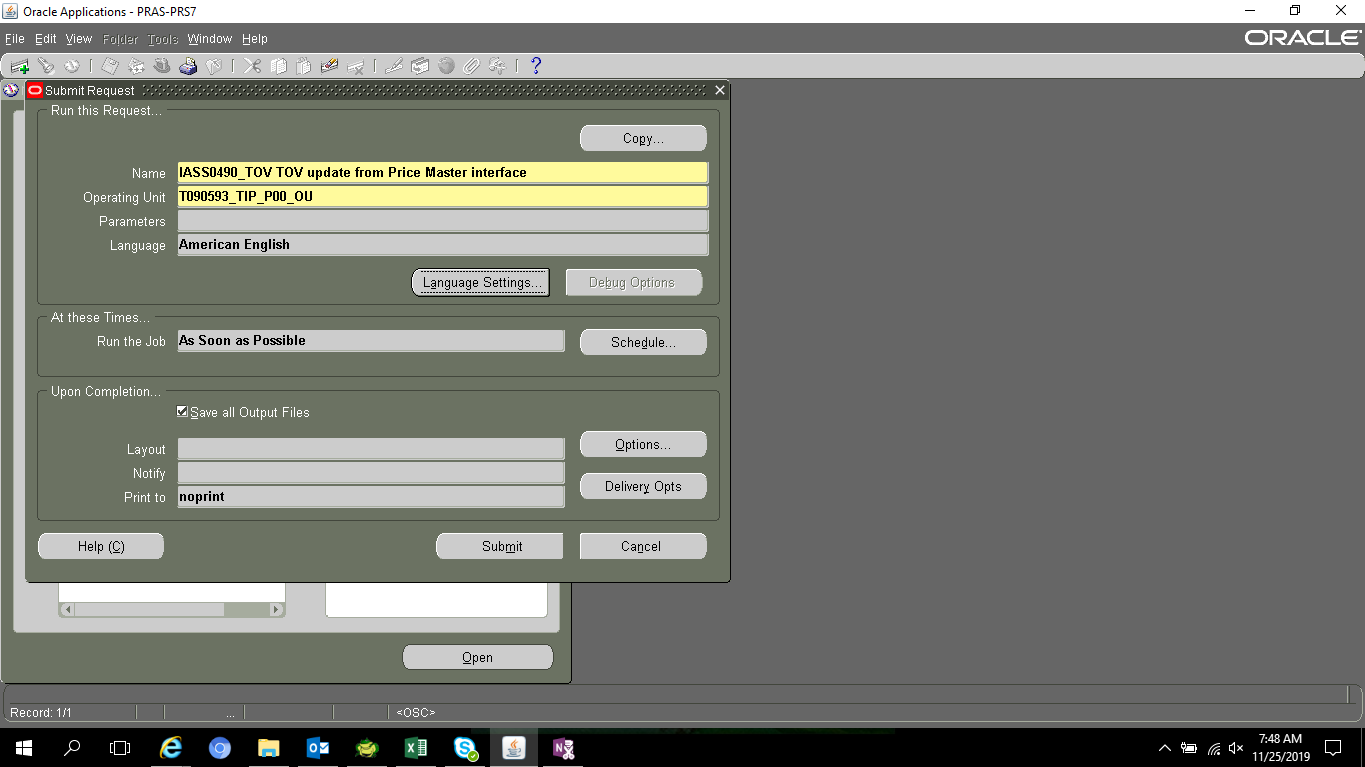 Oracle Applications - PRAS-PRS7
File Edit View Folder Tools Window Help
ORACLE
Submit Request
Run this Request...
Copy...
Name IASS0490_TOV TOV update from Price Master interface
Operating Unit T090593_TIP_P00_OU
Parameters
Language American English
Language Settings... Debug Options
At these Times...
Run the Job As Soon as Possible Schedule...
Upon Completion...
Save all Output Files
Layout Options...
Notify
Print to noprint Delivery Opts
Help (C) Submit Cancel
Open
Record: 1/1 ... <OSC>
7:48 AM
11/25/2019